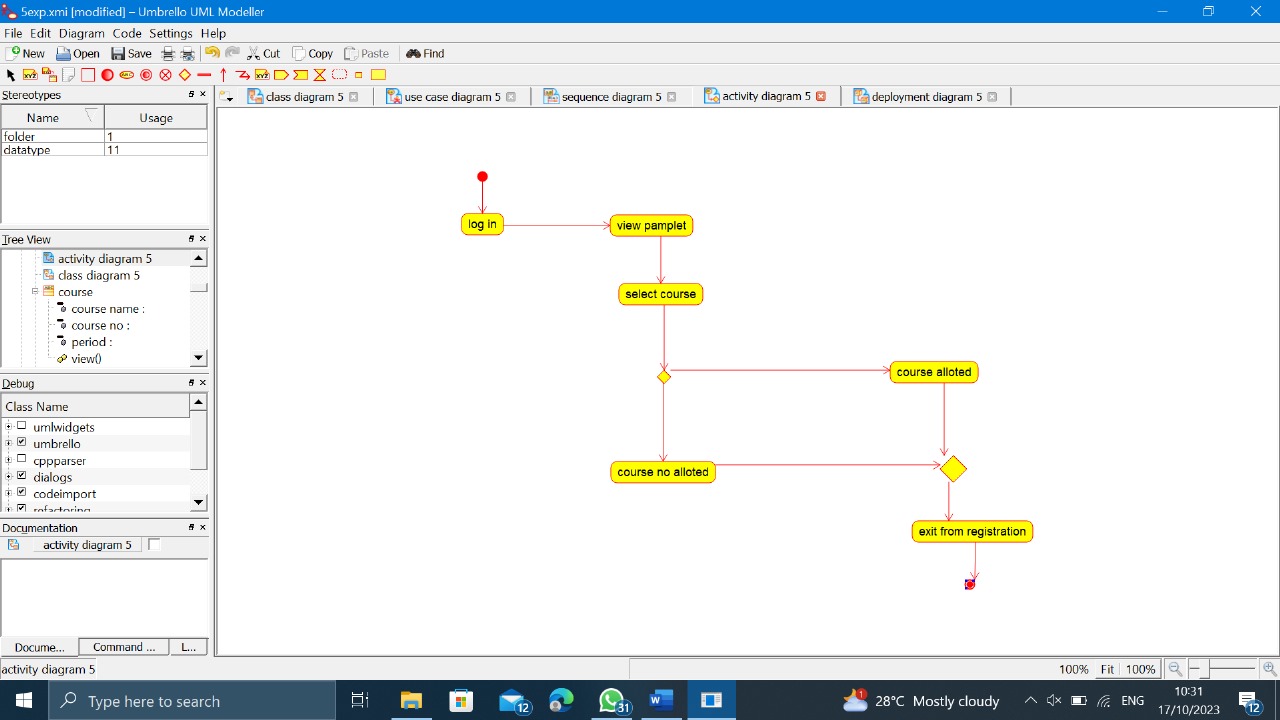 5exp.xmi [modified] – Umbrello UML Modeller
File Edit Diagram Code Settings Help
New Open Save Cut Copy Paste Find
Stereotypes
Name Usage
folder 1
datatype 11
Tree View
activity diagram 5
class diagram 5
course
course name :
course no :
period :
view()
Debug
Class Name
umlwidgets
umbrello
cppparser
dialogs
codeimport
refactoring
Documentation
activity diagram 5
Docume... Command ... L...
class diagram 5 use case diagram 5 sequence diagram 5 activity diagram 5 deployment diagram 5
log in
view pamplet
select course
course alloted
course no alloted
exit from registration
activity diagram 5
100% Fit 100%
Type here to search
12
31
1
28°C Mostly cloudy
ENG
10:31
17/10/2023
12